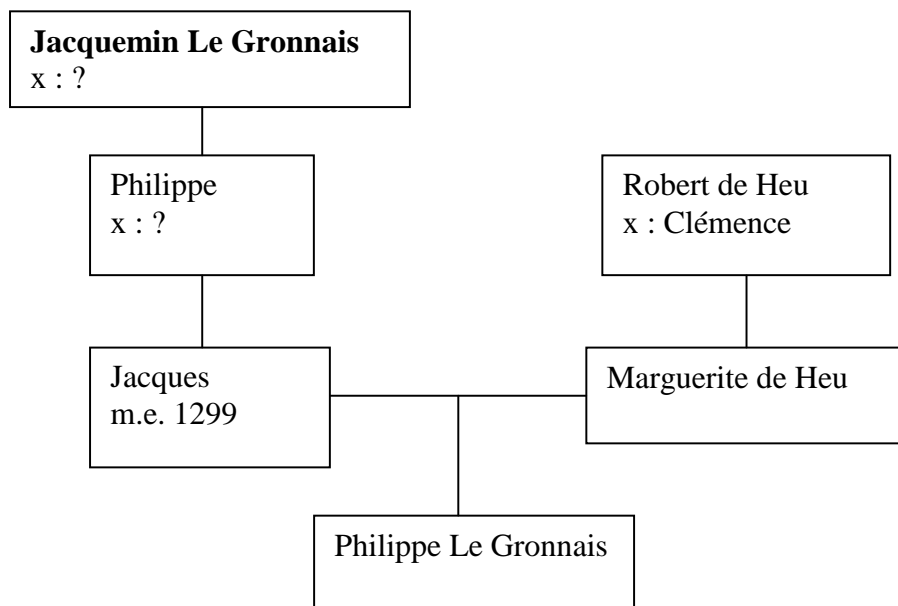 Jacquemin Le Gronnais
x : ?
Philippe
x : ?
Robert de Heu
x : Clémence
Jacques
m.e. 1299
Marguerite de Heu
Philippe Le Gronnais